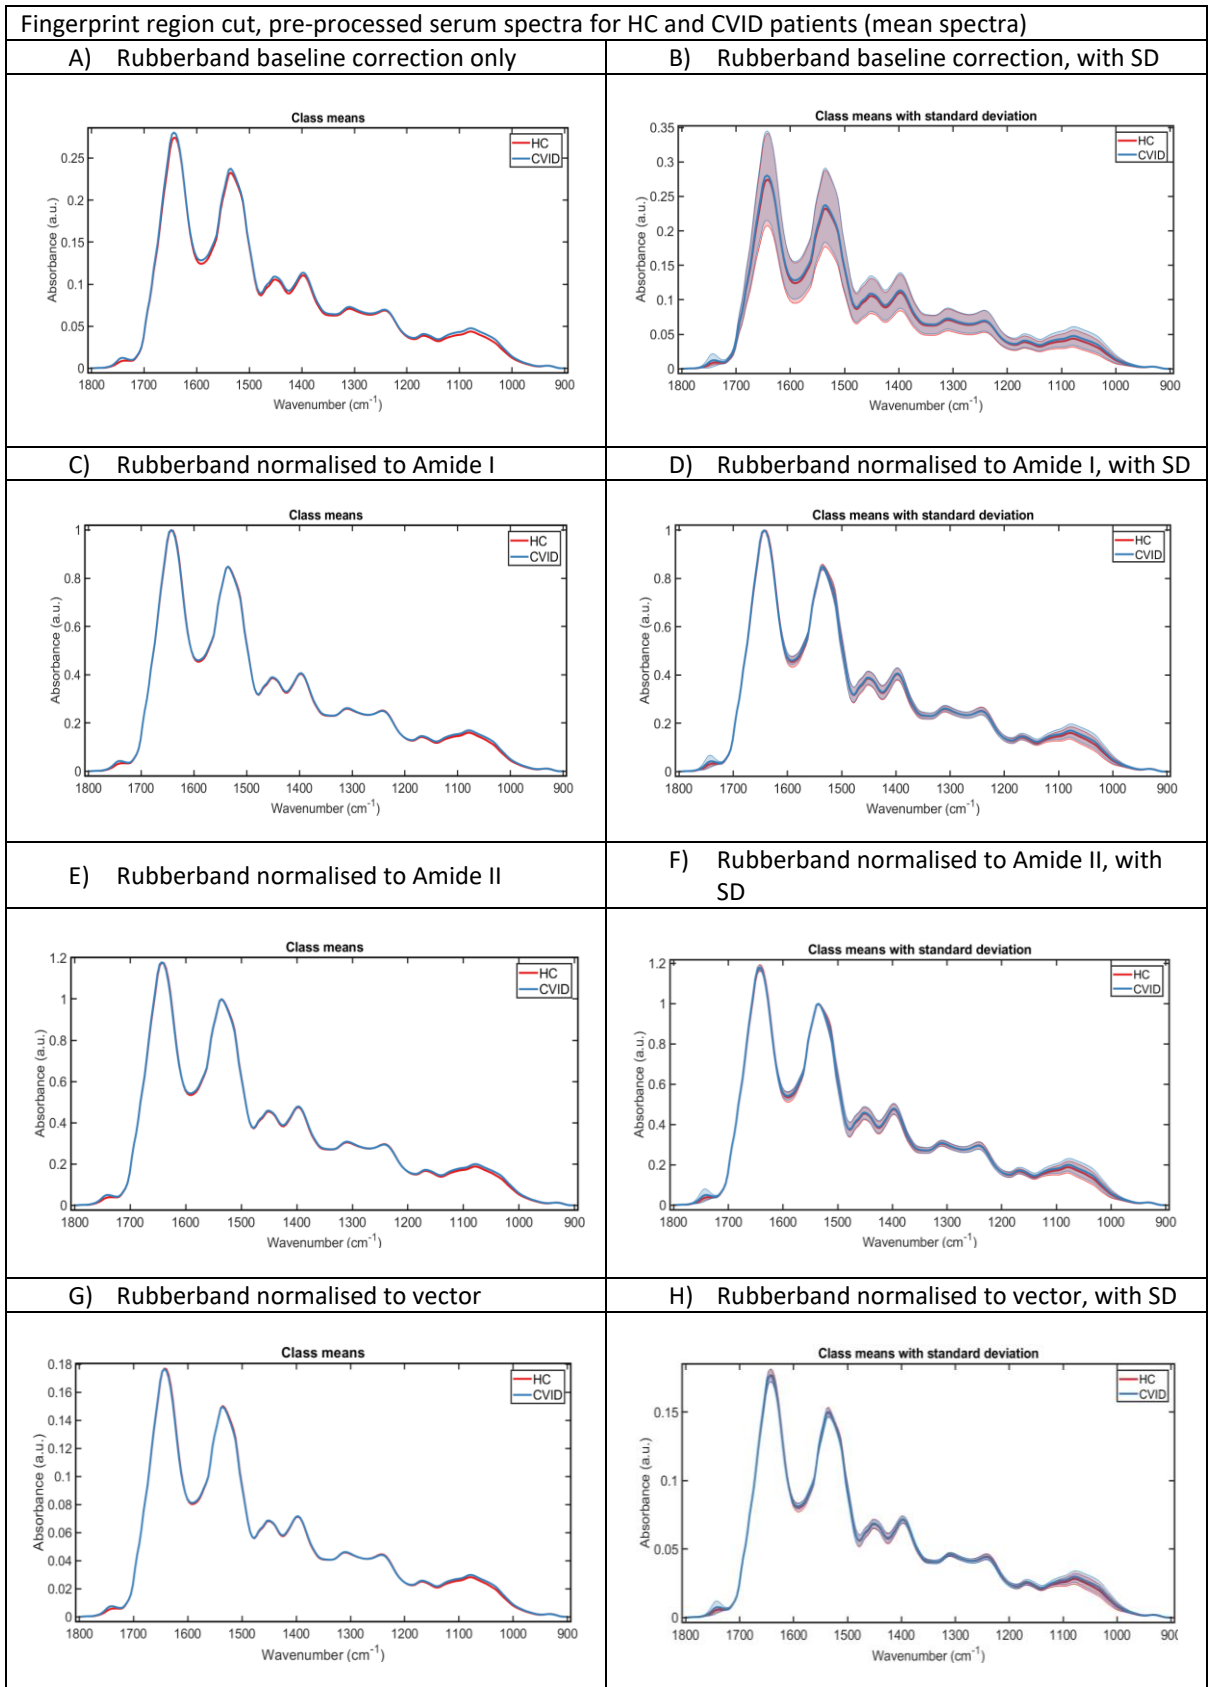 Fingerprint region cut, pre-processed serum spectra for HC and CVID patients (mean spectra)
A) Rubberband baseline correction only
B) Rubberband baseline correction, with SD
Class means
HC
CVID
0.25
0.2
0.15
0.1
0.05
0
Absorbance (a.u.)
1800 1700 1600 1500 1400 1300 1200 1100 1000 900
Wavenumber (cm⁻¹)
Class means with standard deviation
HC
CVID
0.35
0.3
0.25
0.2
0.15
0.1
0.05
0
Absorbance (a.u.)
1800 1700 1600 1500 1400 1300 1200 1100 1000 900
Wavenumber (cm⁻¹)
C) Rubberband normalised to Amide I
D) Rubberband normalised to Amide I, with SD
Class means
HC
CVID
1
0.8
0.6
0.4
0.2
0
Absorbance (a.u.)
1800 1700 1600 1500 1400 1300 1200 1100 1000 900
Wavenumber (cm⁻¹)
Class means with standard deviation
HC
CVID
1
0.8
0.6
0.4
0.2
0
Absorbance (a.u.)
1800 1700 1600 1500 1400 1300 1200 1100 1000 900
Wavenumber (cm⁻¹)
E) Rubberband normalised to Amide II
F) Rubberband normalised to Amide II, with
SD
Class means
HC
CVID
1.2
1
0.8
0.6
0.4
0.2
0
Absorbance (a.u.)
1800 1700 1600 1500 1400 1300 1200 1100 1000 900
Wavenumber (cm⁻¹)
Class means with standard deviation
HC
CVID
1.2
1
0.8
0.6
0.4
0.2
0
Absorbance (a.u.)
1800 1700 1600 1500 1400 1300 1200 1100 1000 900
Wavenumber (cm⁻¹)
G) Rubberband normalised to vector
H) Rubberband normalised to vector, with SD
Class means
HC
CVID
0.18
0.16
0.14
0.12
0.1
0.08
0.06
0.04
0.02
0
Absorbance (a.u.)
1800 1700 1600 1500 1400 1300 1200 1100 1000 900
Wavenumber (cm⁻¹)
Class means with standard deviation
HC
CVID
0.15
0.1
0.05
0
Absorbance (a.u.)
1800 1700 1600 1500 1400 1300 1200 1100 1000 900
Wavenumber (cm⁻¹)